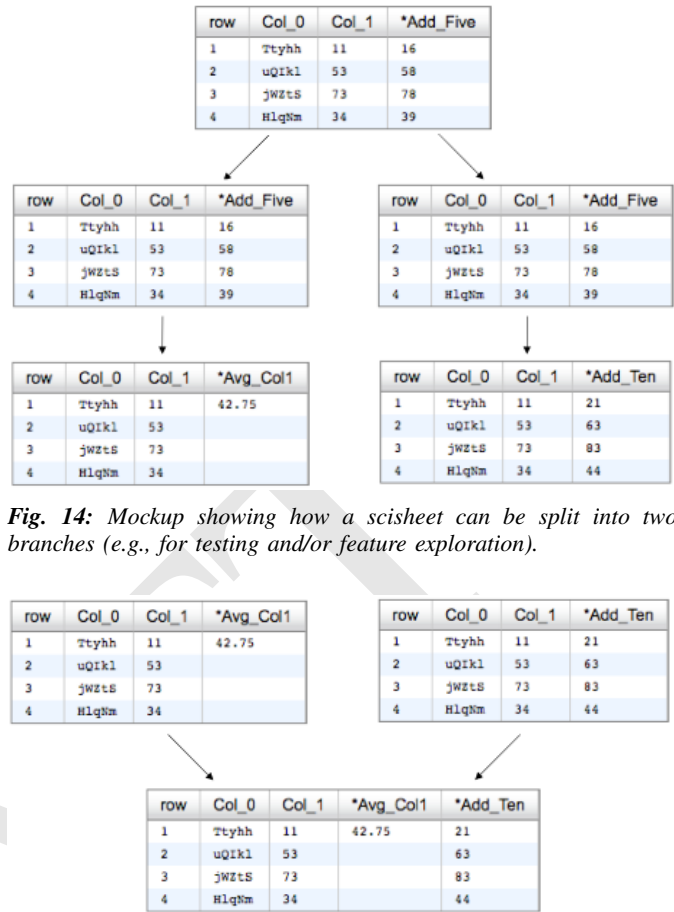 row Col_0 Col_1 *Add_Five
1 Ttyhh 11 16
2 uQIkl 53 58
3 jWZtS 73 78
4 HlqNm 34 39
row Col_0 Col_1 *Add_Five
1 Ttyhh 11 16
2 uQIkl 53 58
3 jWZtS 73 78
4 HlqNm 34 39
row Col_0 Col_1 *Add_Five
1 Ttyhh 11 16
2 uQIkl 53 58
3 jWZtS 73 78
4 HlqNm 34 39
row Col_0 Col_1 *Avg_Col1
1 Ttyhh 11 42.75
2 uQIkl 53
3 jWZtS 73
4 HlqNm 34
row Col_0 Col_1 *Add_Ten
1 Ttyhh 11 21
2 uQIkl 53 63
3 jWZtS 73 83
4 HlqNm 34 44
Fig. 14: Mockup showing how a scisheet can be split into two
branches (e.g., for testing and/or feature exploration).
row Col_0 Col_1 *Avg_Col1
1 Ttyhh 11 42.75
2 uQIkl 53
3 jWZtS 73
4 HlqNm 34
row Col_0 Col_1 *Add_Ten
1 Ttyhh 11 21
2 uQIkl 53 63
3 jWZtS 73 83
4 HlqNm 34 44
row Col_0 Col_1 *Avg_Col1 *Add_Ten
1 Ttyhh 11 42.75 21
2 uQIkl 53 63
3 jWZtS 73 83
4 HlqNm 34 44